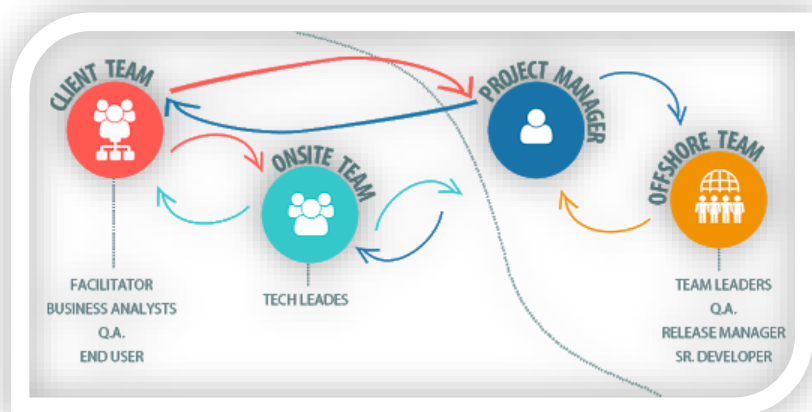 CLIENT TEAM
PROJECT MANAGER
ONSITE TEAM
OFFSHORE TEAM
FACILITATOR
BUSINESS ANALYSTS
Q.A.
END USER
TECH LEADES
TEAM LEADERS
Q.A.
RELEASE MANAGER
SR. DEVELOPER